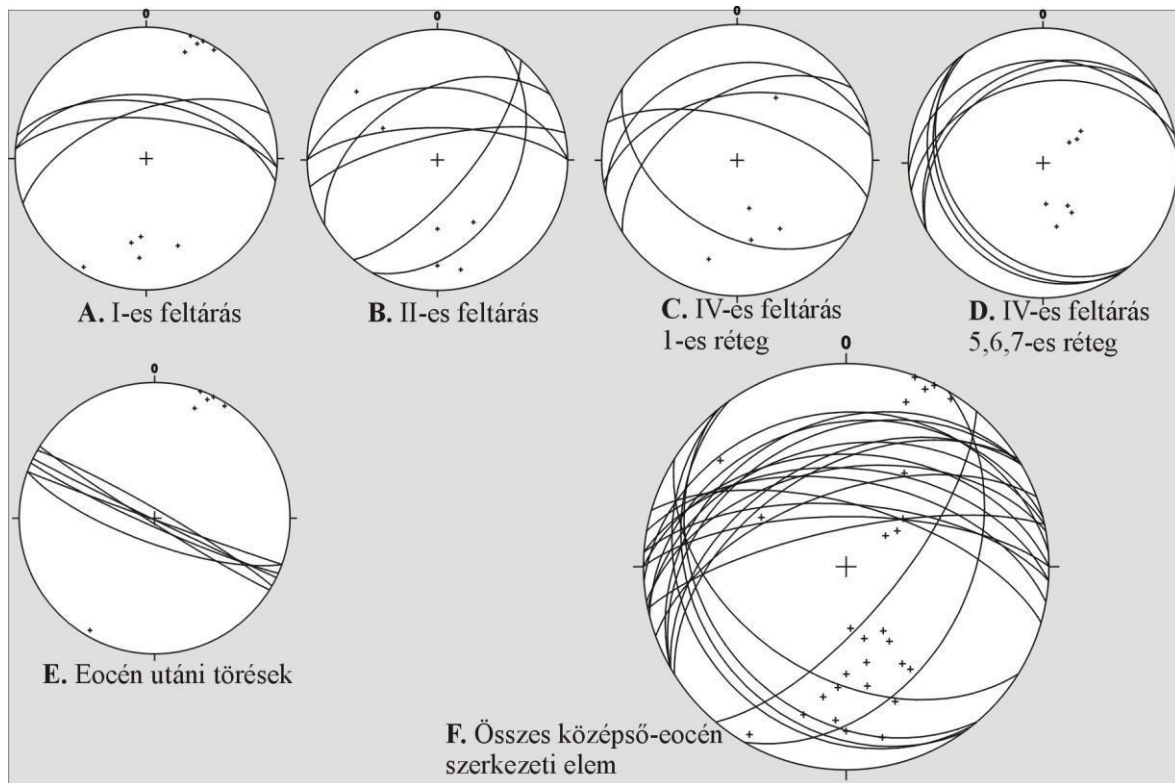 0
0
0
0
A. I-es feltárás
B. II-es feltárás
C. IV-es feltárás
1-es réteg
D. IV-es feltárás
5,6,7-es réteg
0
0
E. Eocén utáni törések
F. Összes középső-eocén
szerkezeti elem